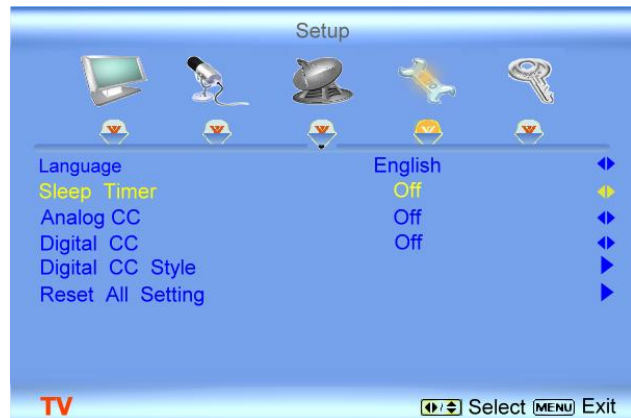 Setup
Language English
Sleep Timer Off
Analog CC Off
Digital CC Off
Digital CC Style
Reset All Setting
TV Select MENU Exit